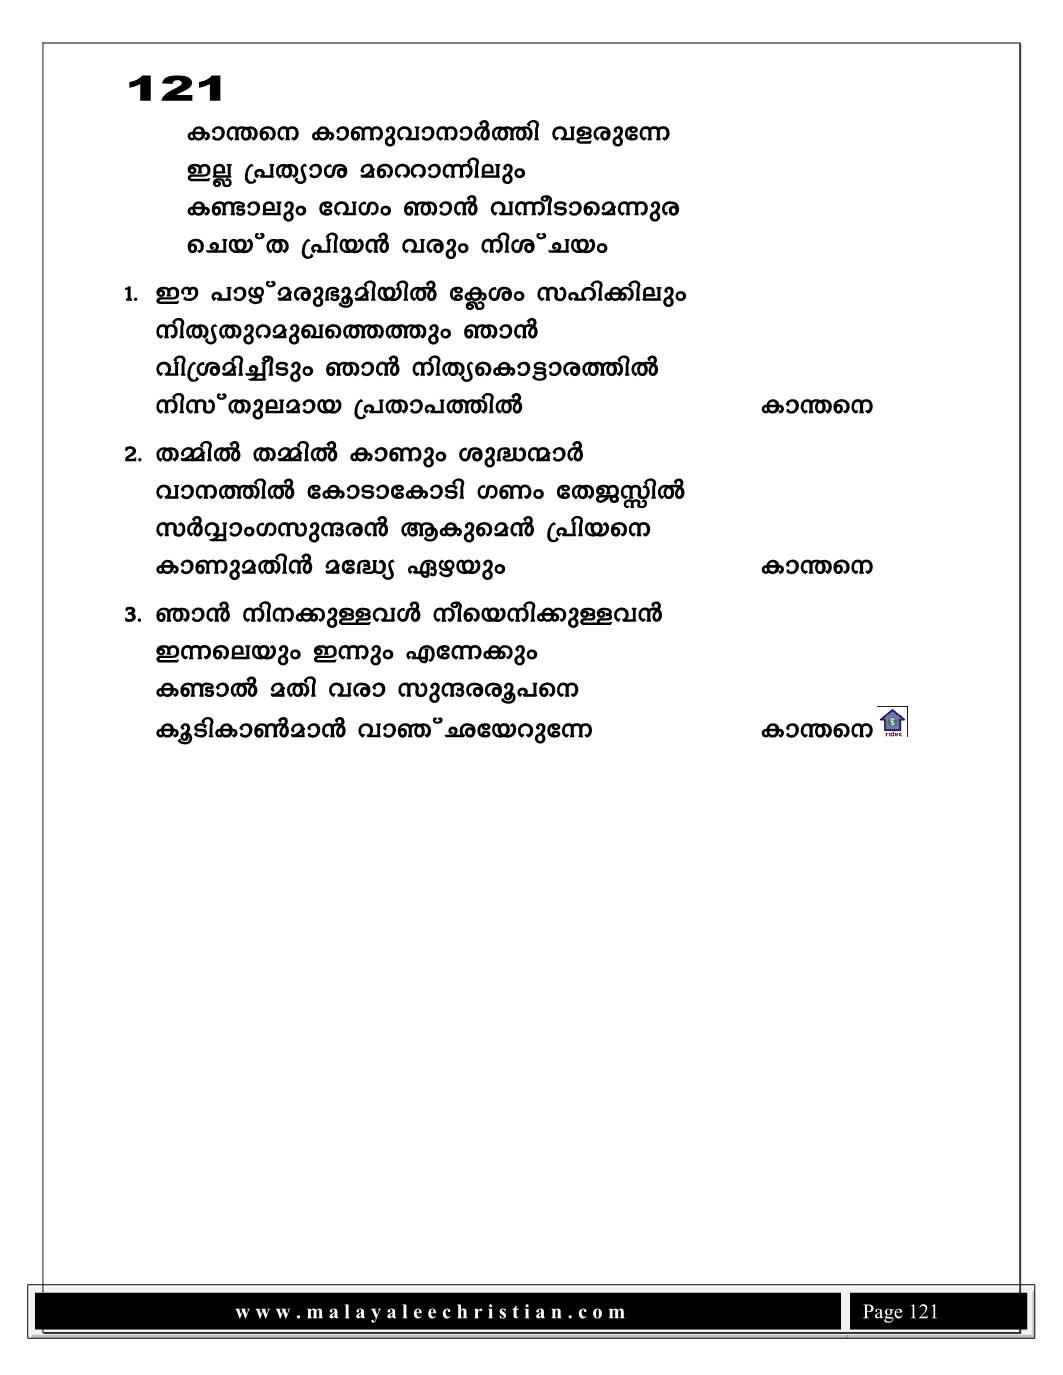 121
കാന്തനെ കാണുവാനാർത്തി വളരുന്നേ
ഇല്ല പ്രത്യാശ മറെറാന്നിലും
കണ്ടാലും വേഗം ഞാൻ വന്നീടാമെന്നുര
ചെയ്ത പ്രിയൻ വരും നിശ്ചയം
1. ഈ പാഴ്മരുഭൂമിയിൽ ക്ലേശം സഹിക്കിലും
നിത്യതുറമുഖത്തെത്തും ഞാൻ
വിശ്രമിച്ചീടും ഞാൻ നിത്യകൊട്ടാരത്തിൽ
നിസ്തുലമായ പ്രതാപത്തിൽ കാന്തനെ
2. തമ്മിൽ തമ്മിൽ കാണും ശുദ്ധന്മാർ
വാനത്തിൽ കോടാകോടി ഗണം തേജസ്സിൽ
സർവ്വാംഗസുന്ദരൻ ആകുമെൻ പ്രിയനെ
കാണുമതിൻ മദ്ധ്യേ ഏഴയും കാന്തനെ
3. ഞാൻ നിനക്കുള്ളവൾ നീയെനിക്കുള്ളവൻ
ഇന്നലെയും ഇന്നും എന്നേക്കും
കണ്ടാൽ മതി വരാ സുന്ദരരൂപനെ
കൂടികാൺമാൻ വാഞ്ഛയേറുന്നേ കാന്തനെ
www.malayaleechristian.com Page 121